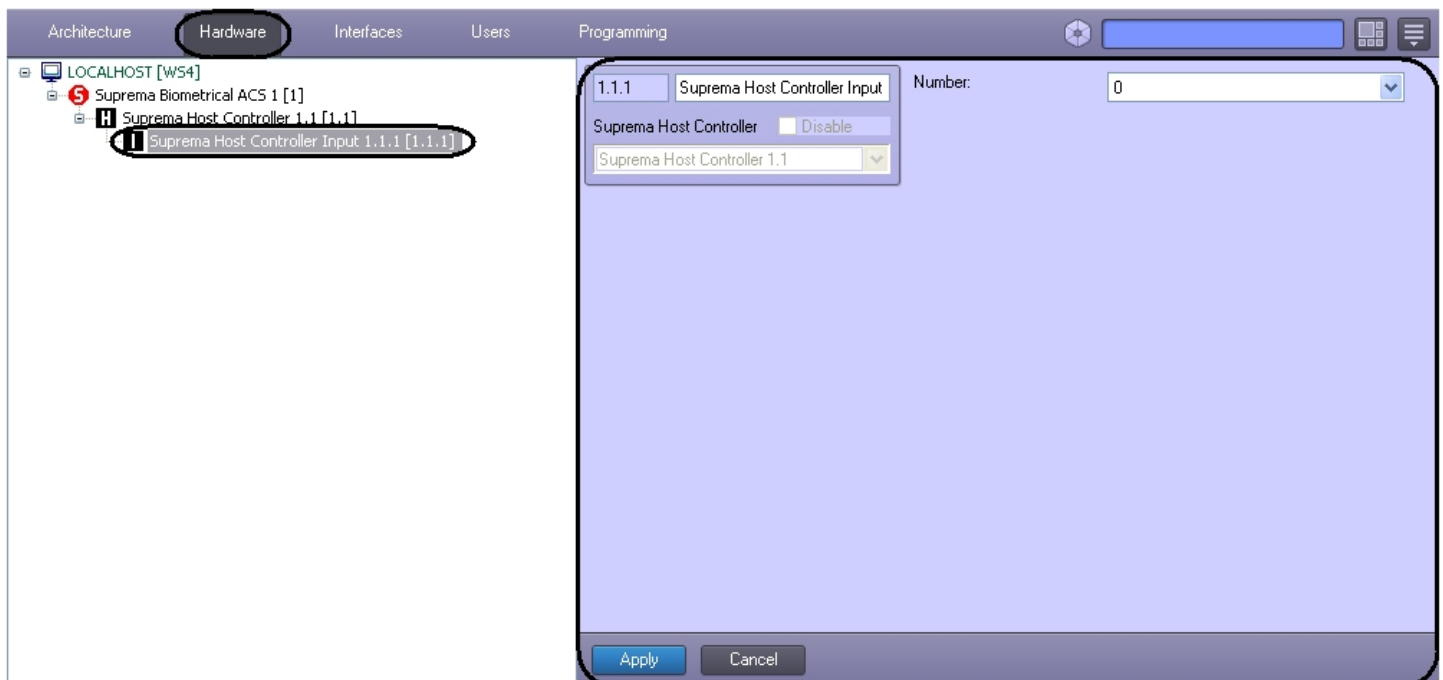 Architecture Hardware Interfaces Users Programming
LOCALHOST [WS4]
S Suprema Biometrical ACS 1 [1]
H Suprema Host Controller 1.1 [1.1]
I Suprema Host Controller Input 1.1.1 [1.1.1]
1.1.1 Suprema Host Controller Input
Suprema Host Controller Disable
Suprema Host Controller 1.1
Number: 0
Apply Cancel